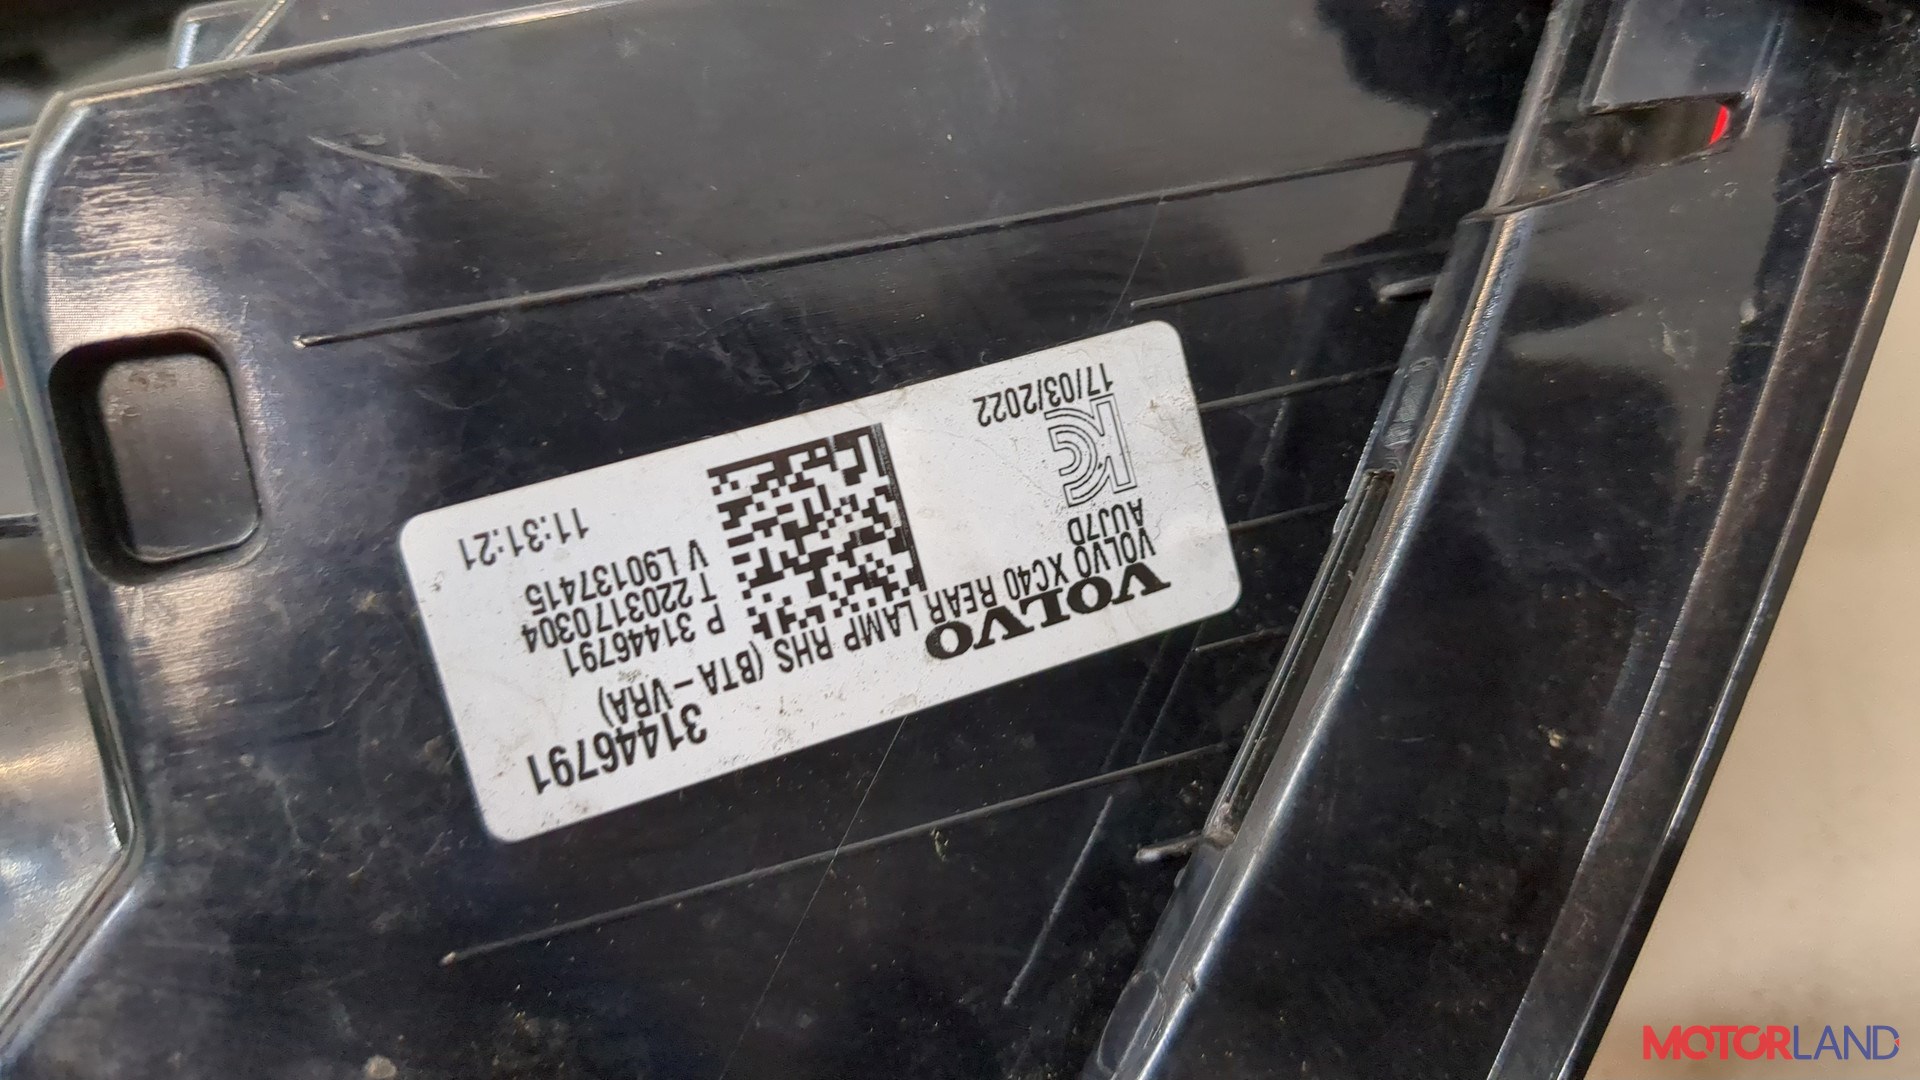 VOLVO 31446791
VOLVO XC40 REAR LAMP RHS (BTA-VRA)
AUJ7D
P 31446791
T 2203170304
V L90137415
17/03/2022 11:31:21
MOTORLAND